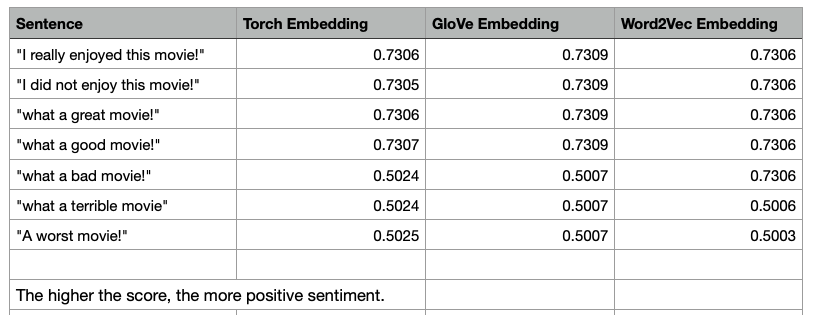 Sentence Torch Embedding GloVe Embedding Word2Vec Embedding
"I really enjoyed this movie!" 0.7306 0.7309 0.7306
"I did not enjoy this movie!" 0.7305 0.7309 0.7306
"what a great movie!" 0.7306 0.7309 0.7306
"what a good movie!" 0.7307 0.7309 0.7306
"what a bad movie!" 0.5024 0.5007 0.7306
"what a terrible movie" 0.5024 0.5007 0.5006
"A worst movie!" 0.5025 0.5007 0.5003
The higher the score, the more positive sentiment.